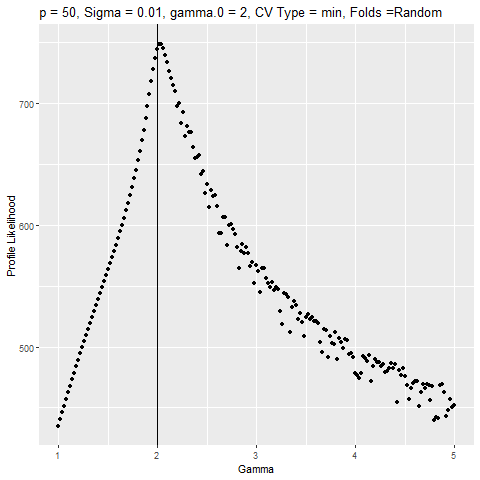 p = 50, Sigma = 0.01, gamma.0 = 2, CV Type = min, Folds =Random
Profile Likelihood
700
600
500
1 2 3 4 5
Gamma